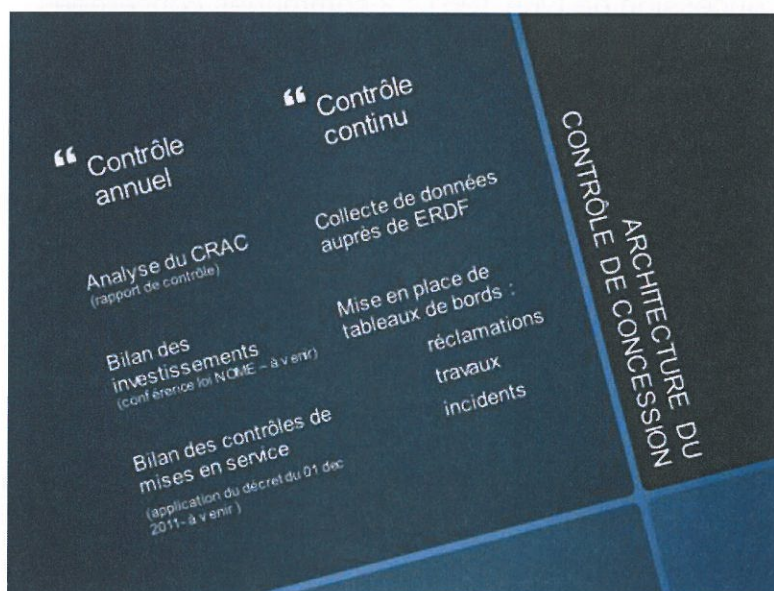 “ Contrôle
annuel
Analyse du CRAC
(rapport de contrôle)
Bilan des
investissements
(conférence loi NOME – à venir)
Bilan des contrôles de
mises en service
(application du décret du 01 dec
2011- à venir )
“ Contrôle
continu
Collecte de données
auprès de ERDF
Mise en place de
tableaux de bords :
réclamations
travaux
incidents
ARCHITECTURE DU
CONTRÔLE DE CONCESSION